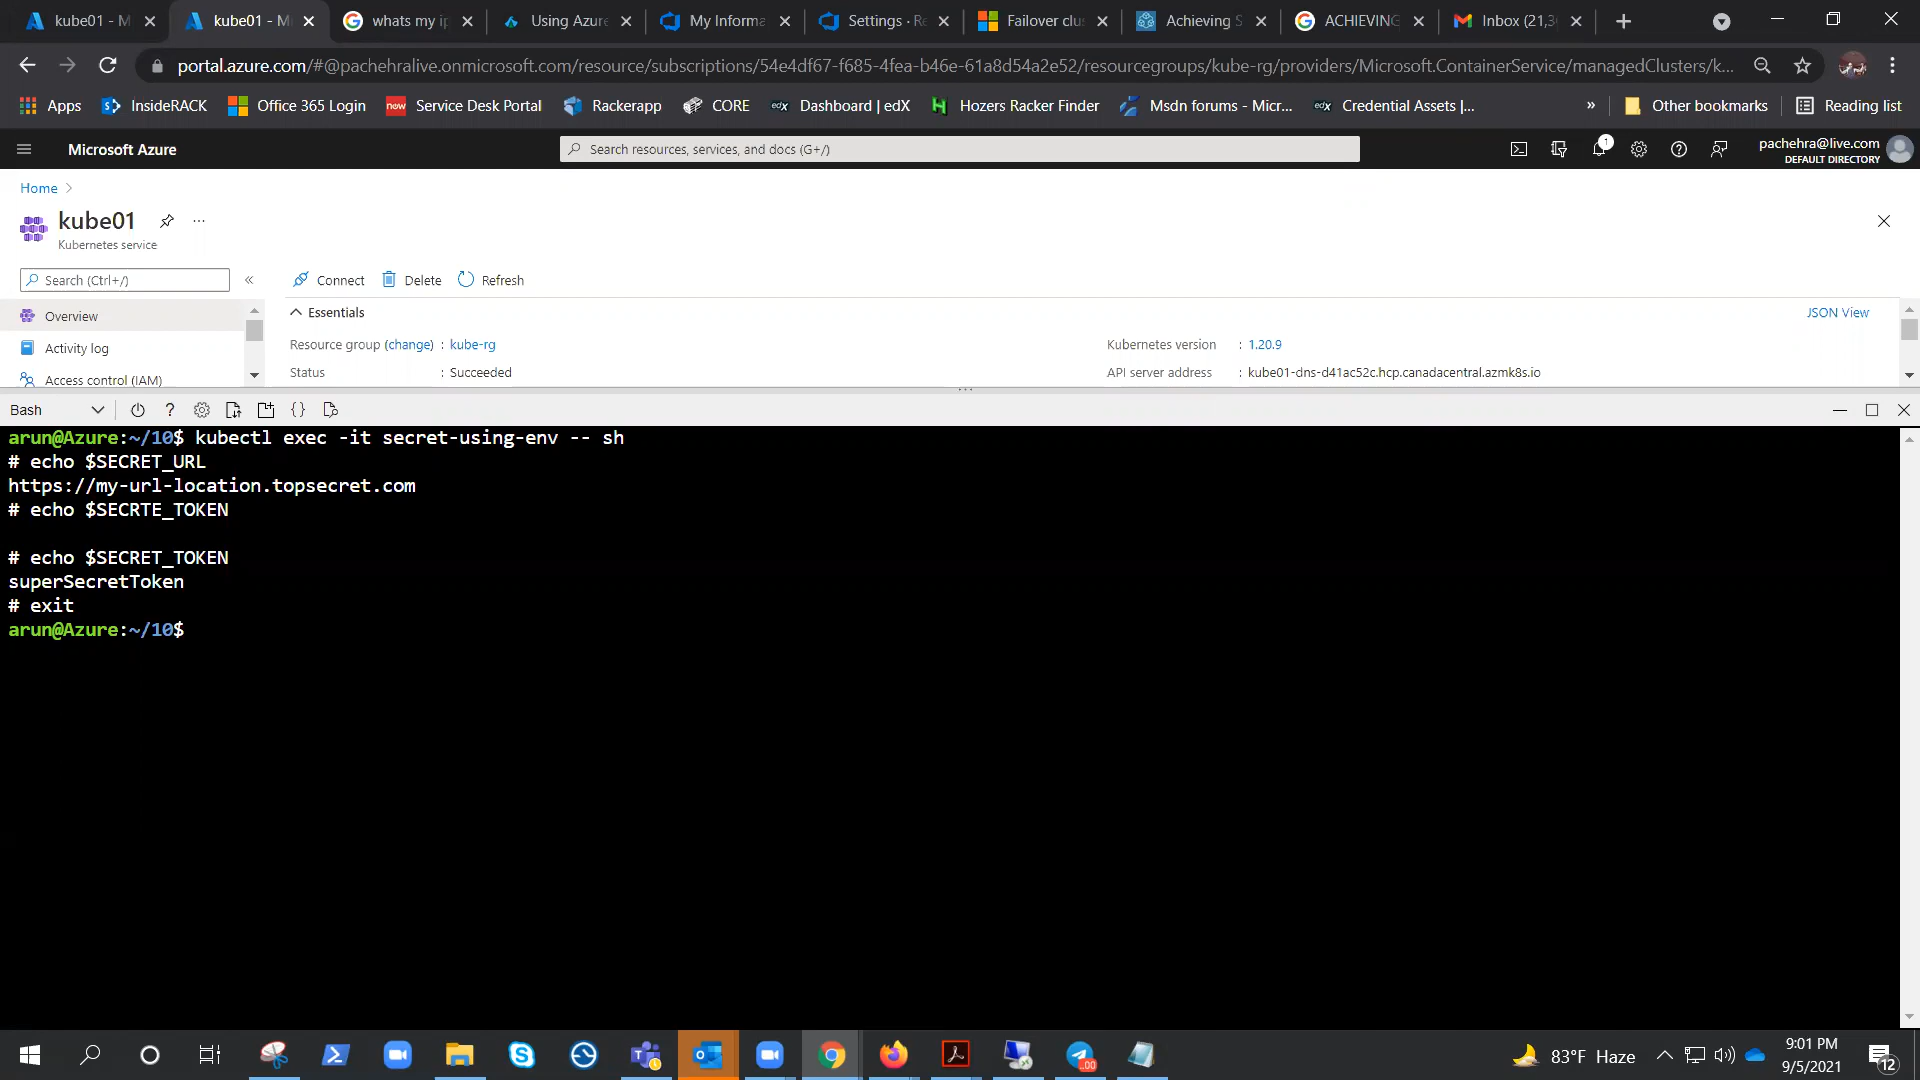 kube01 - M
kube01 - M
whats my ip
Using Azure
My Informa
Settings · Re
Failover clus
Achieving S
ACHIEVING
Inbox (21,3
portal.azure.com/#@pachehralive.onmicrosoft.com/resource/subscriptions/54e4df67-f685-4fea-b46e-61a8d54a2e52/resourcegroups/kube-rg/providers/Microsoft.ContainerService/managedClusters/k...
Apps
InsideRACK
Office 365 Login
new
Service Desk Portal
Rackerapp
CORE
edx
Dashboard | edX
Hozers Racker Finder
Msdn forums - Micr...
edx
Credential Assets |...
»
Other bookmarks
Reading list
Microsoft Azure
Search resources, services, and docs (G+/)
1
pachehra@live.com
DEFAULT DIRECTORY
Home
kube01
...
Kubernetes service
Search (Ctrl+/)
«
Connect
Delete
Refresh
Overview
Essentials
JSON View
Activity log
Resource group (change) : kube-rg
Kubernetes version : 1.20.9
Access control (IAM)
Status : Succeeded
API server address : kube01-dns-d41ac52c.hcp.canadacentral.azmk8s.io
Bash
?
{}
arun@Azure:~/10$ kubectl exec -it secret-using-env -- sh
# echo $SECRET_URL
https://my-url-location.topsecret.com
# echo $SECRTE_TOKEN
# echo $SECRET_TOKEN
superSecretToken
# exit
arun@Azure:~/10$
83°F Haze
9:01 PM
9/5/2021
12